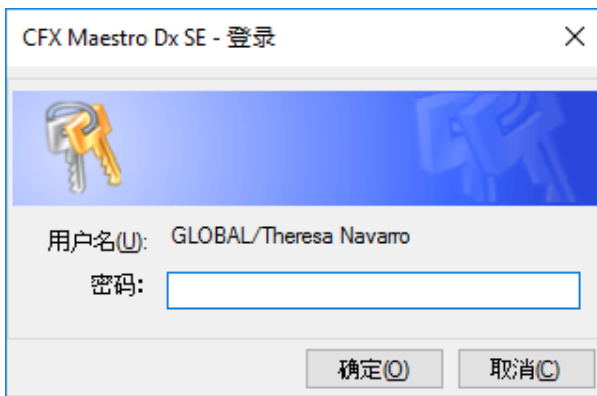 CFX Maestro Dx SE - 登录
用户名(U): GLOBAL/Theresa Navarro
密码:
确定(O) 取消(C)